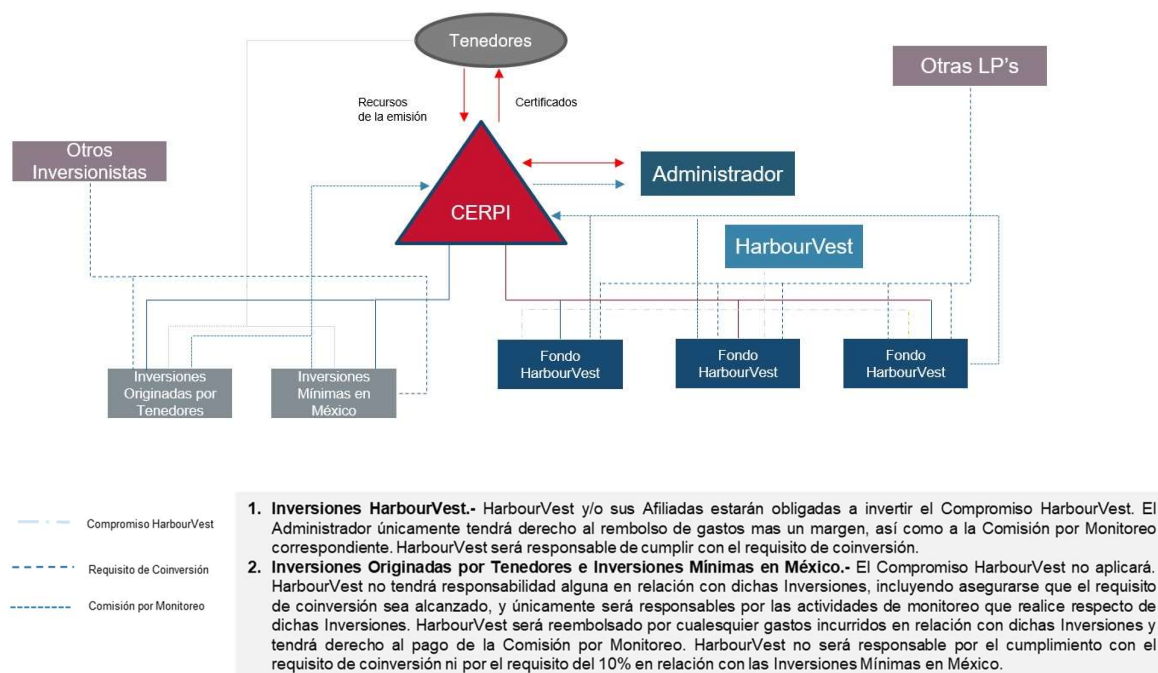 Tenedores
Otras LP's
Recursos
de la emisión
Certificados
Otros
Inversionistas
Administrador
CERPI
HarbourVest
Fondo
HarbourVest
Fondo
HarbourVest
Fondo
HarbourVest
Inversiones
Originadas por
Tenedores
Inversiones
Mínimas en
México
Compromiso HarbourVest
Requisito de Coinversión
Comisión por Monitoreo
1. Inversiones HarbourVest.- HarbourVest y/o sus Afiliadas estarán obligadas a invertir el Compromiso HarbourVest. El
Administrador únicamente tendrá derecho al rembolso de gastos mas un margen, así como a la Comisión por Monitoreo
correspondiente. HarbourVest será responsable de cumplir con el requisito de coinversión.
2. Inversiones Originadas por Tenedores e Inversiones Mínimas en México.- El Compromiso HarbourVest no aplicará.
HarbourVest no tendrá responsabilidad alguna en relación con dichas Inversiones, incluyendo asegurarse que el requisito
de coinversión sea alcanzado, y únicamente será responsables por las actividades de monitoreo que realice respecto de
dichas Inversiones. HarbourVest será reembolsado por cualesquier gastos incurridos en relación con dichas Inversiones y
tendrá derecho al pago de la Comisión por Monitoreo. HarbourVest no será responsable por el cumplimiento con el
requisito de coinversión ni por el requisito del 10% en relación con las Inversiones Mínimas en México.